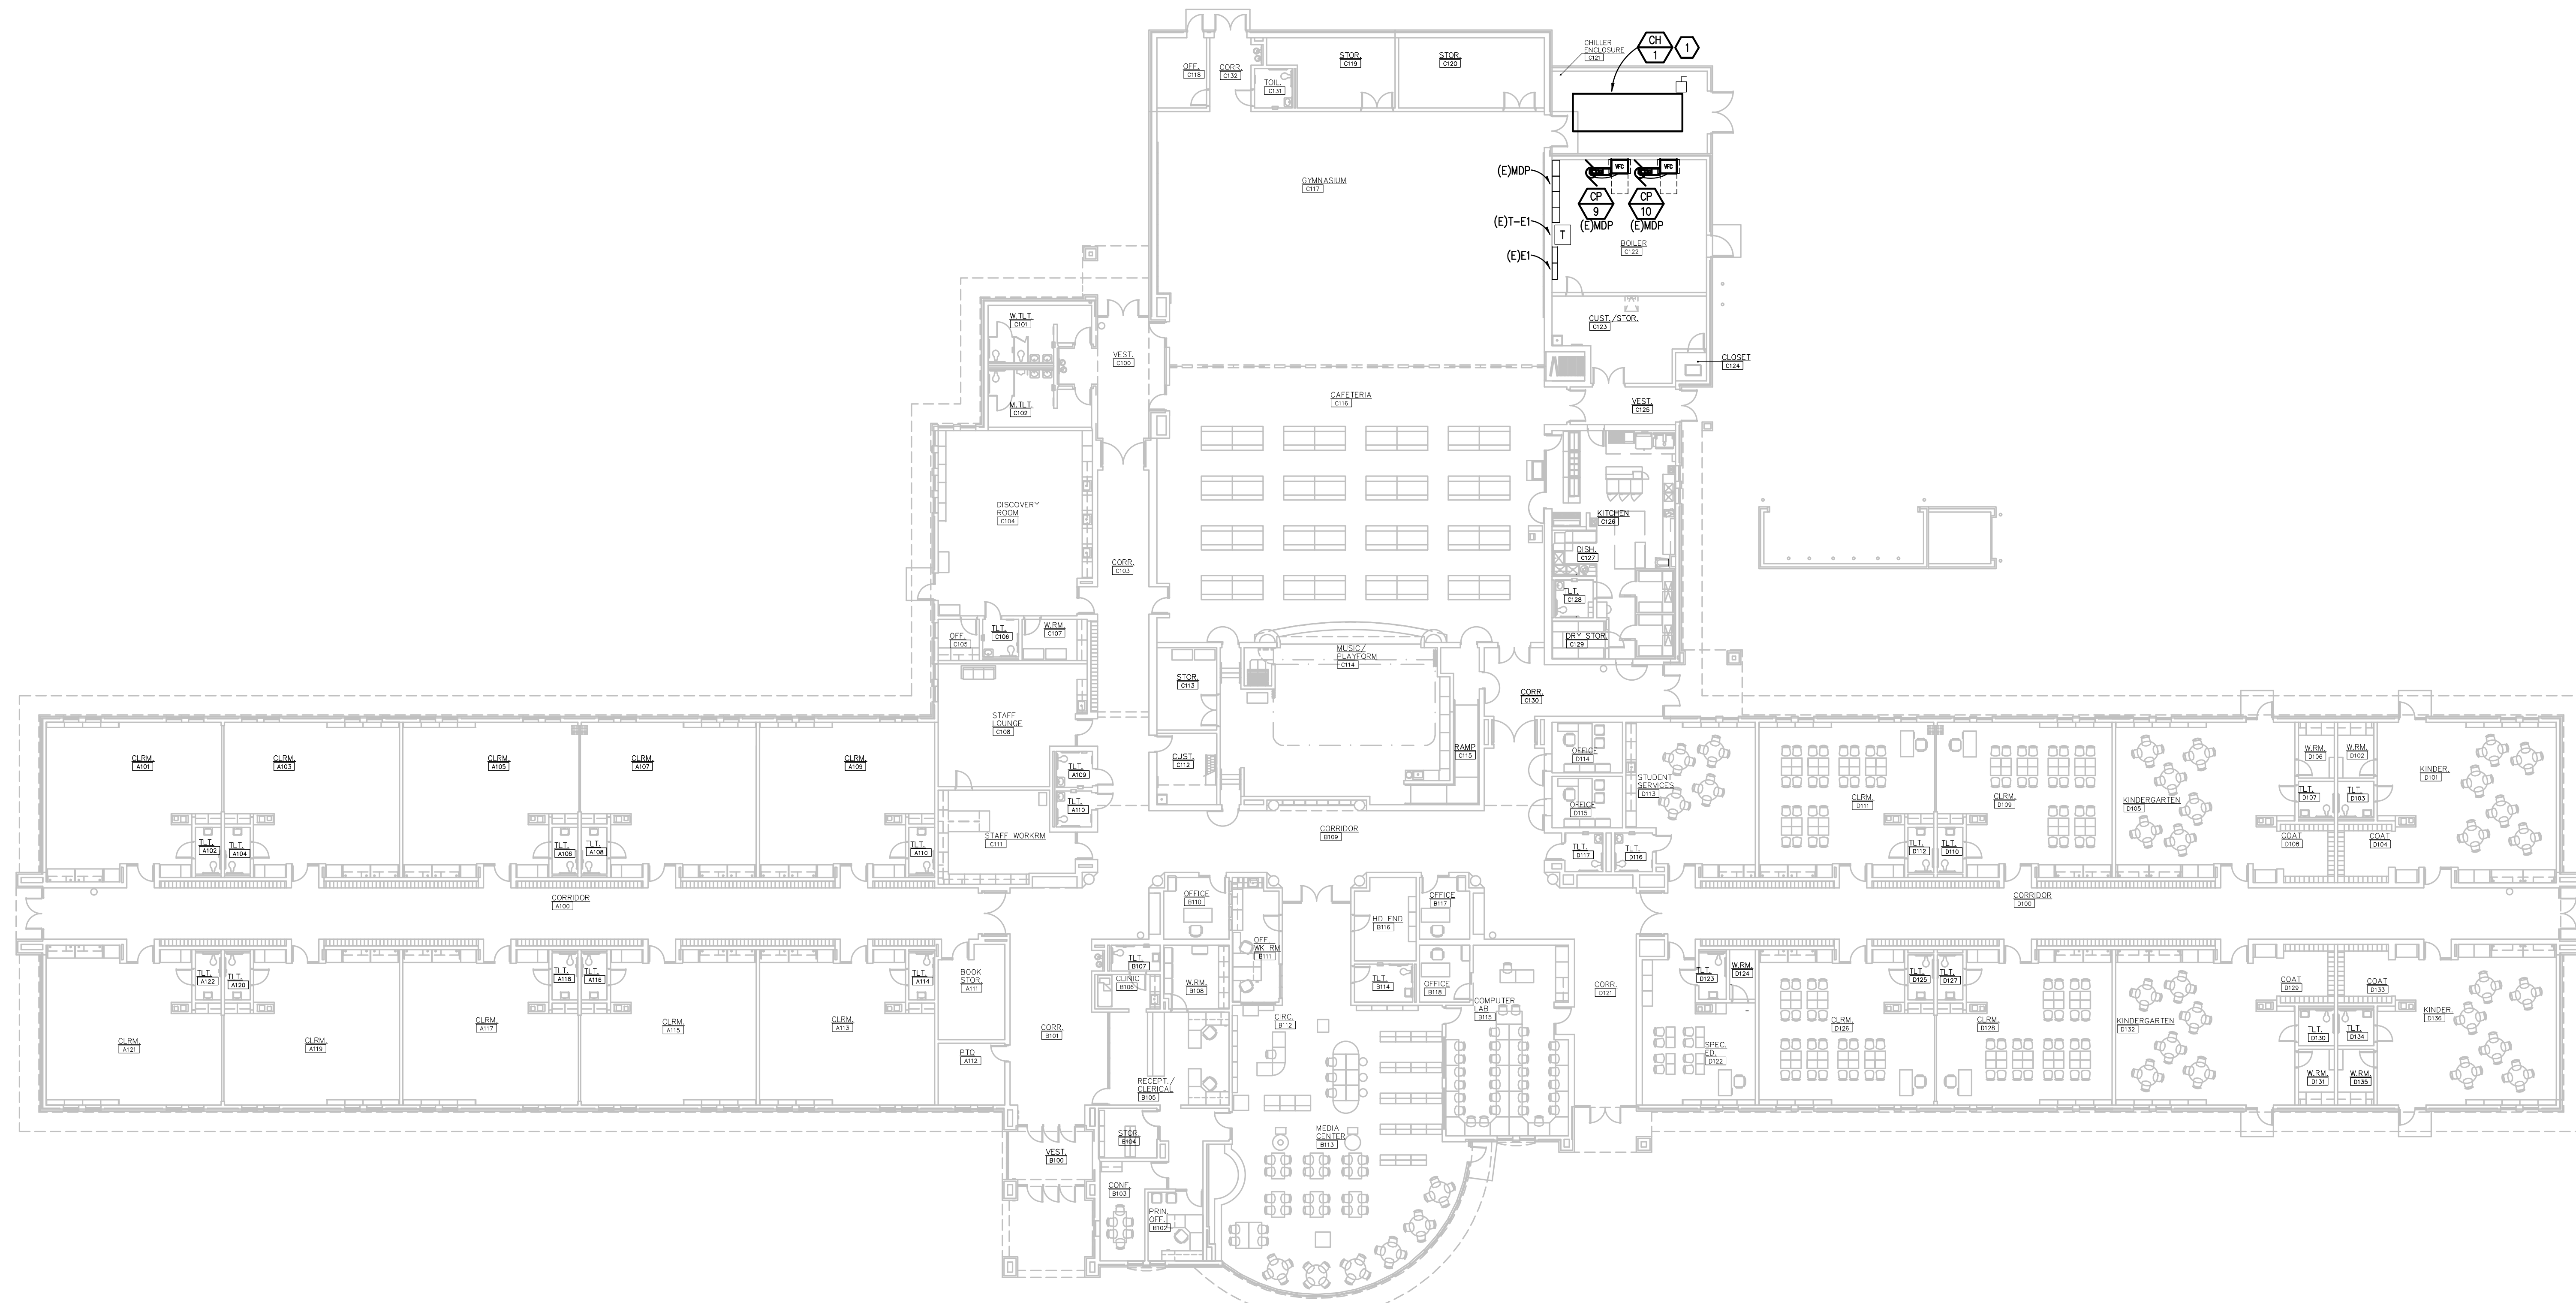 CHILLER
ENCLOSURE
C121
CH
1
1
OFF.
C118
CORR.
C132
TOIL.
C131
STOR.
C119
STOR.
C120
GYMNASIUM
C117
(E)MDP
VFC
VFC
CP
9
(E)MDP
CP
10
(E)MDP
(E)T-E1
T
(E)E1
BOILER
C122
CUST./STOR.
C123
CLOSET
C124
W.TLT.
C101
M.TLT.
C102
VEST.
C100
CAFETERIA
C116
VEST.
C125
DISCOVERY
ROOM
C104
CORR.
C103
KITCHEN
C126
DISH.
C127
TLT.
C128
DRY STOR.
C129
OFF.
C105
TLT.
C106
W.RM.
C107
MUSIC/
PLAYFORM
C114
STOR.
C113
CORR.
C130
STAFF
LOUNGE
C108
CUST.
C112
RAMP
C115
TLT.
A109
TLT.
A110
STAFF WORKRM
C111
CORRIDOR
B109
CLRM.
A101
CLRM.
A103
CLRM.
A105
CLRM.
A107
CLRM.
A109
TLT.
A102
TLT.
A104
TLT.
A106
TLT.
A108
TLT.
A110
CORRIDOR
A100
TLT.
A122
TLT.
A120
TLT.
A118
TLT.
A116
TLT.
A114
CLRM.
A121
CLRM.
A119
CLRM.
A117
CLRM.
A115
CLRM.
A113
BOOK
STOR.
A111
PTO
A112
CORR.
B101
OFFICE
D114
OFFICE
D115
STUDENT
SERVICES
D113
TLT.
D117
TLT.
D116
CLRM.
D111
CLRM.
D109
KINDERGARTEN
D105
W.RM.
D106
W.RM.
D102
KINDER.
D101
TLT.
D107
TLT.
D103
COAT
D108
COAT
D104
TLT.
D112
TLT.
D110
CORRIDOR
D100
OFFICE
B110
OFF.
WK RM
B111
HD END
B116
OFFICE
B117
TLT.
B107
CLINIC
B106
W.RM.
B108
TLT.
B114
OFFICE
B118
COMPUTER
LAB
B115
CIRC.
B112
RECEPT./
CLERICAL
B105
STOR.
B104
VEST.
B100
CONF.
B103
PRIN.
OFF.
B102
MEDIA
CENTER
B113
CORR.
D121
TLT.
D123
W.RM.
D124
SPEC.
ED.
D122
CLRM.
D126
TLT.
D125
TLT.
D127
CLRM.
D128
KINDERGARTEN
D132
COAT
D129
COAT
D133
KINDER.
D136
TLT.
D130
TLT.
D134
W.RM.
D131
W.RM.
D135